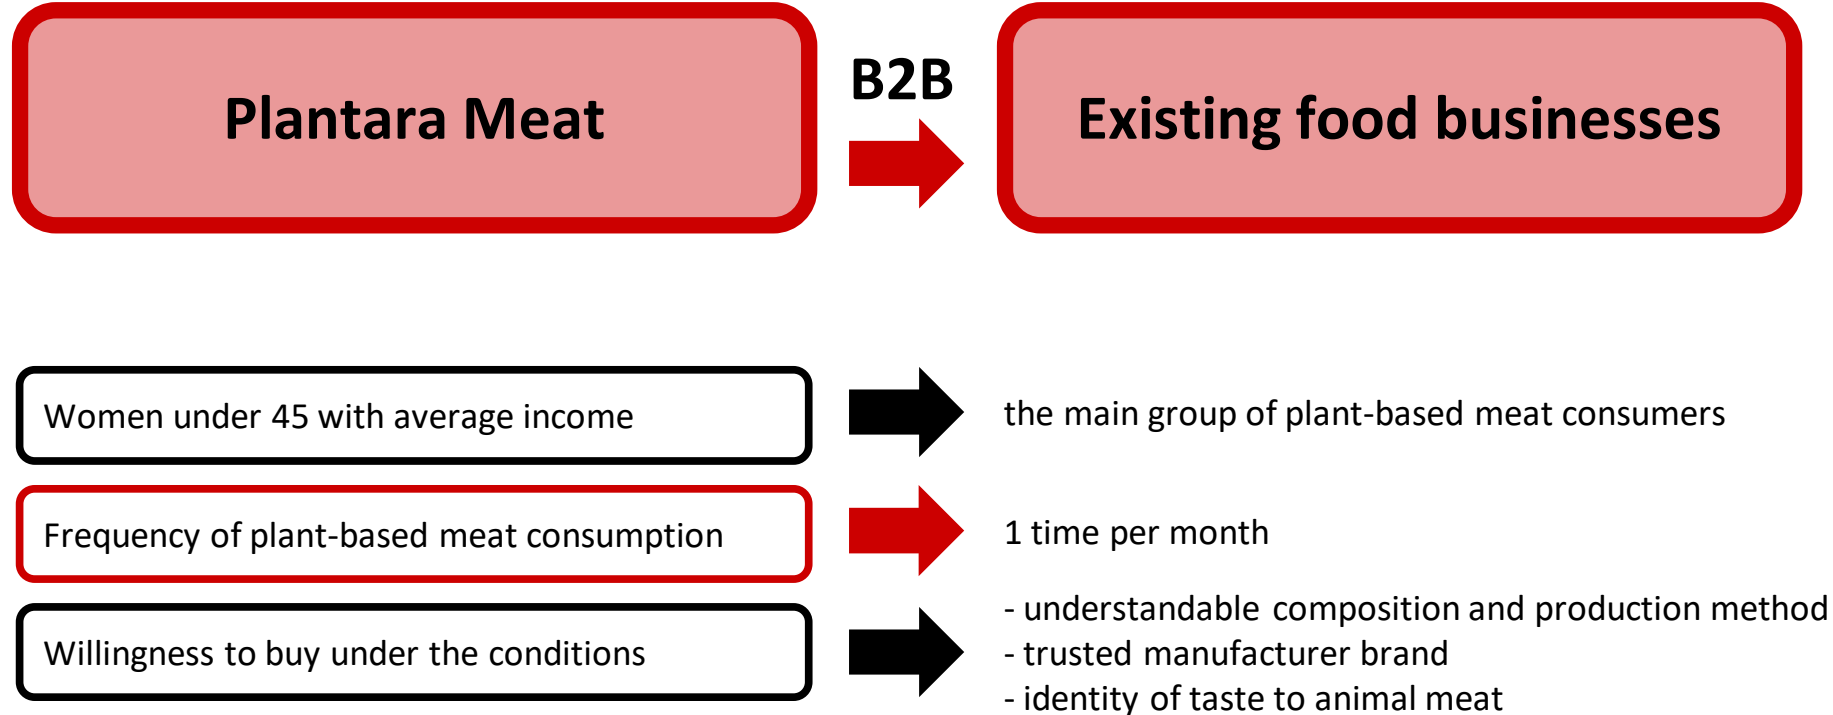 Plantara Meat
B2B
Existing food businesses
Women under 45 with average income
the main group of plant-based meat consumers
Frequency of plant-based meat consumption
1 time per month
Willingness to buy under the conditions
- understandable composition and production method
- trusted manufacturer brand
- identity of taste to animal meat